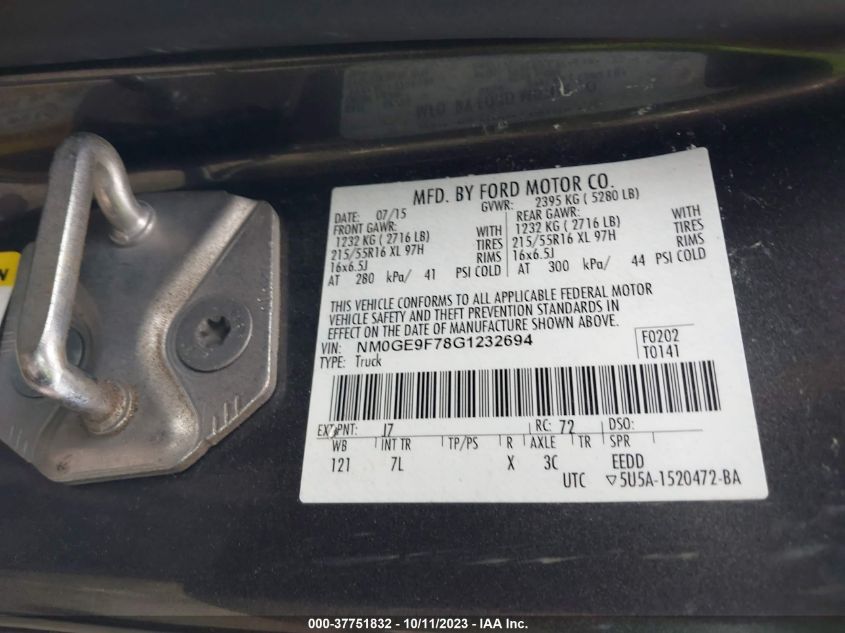 MFD. BY FORD MOTOR CO.
DATE: 07/15 GVWR: 2395 KG ( 5280 LB)
FRONT GAWR: REAR GAWR:
1232 KG ( 2716 LB) WITH 1232 KG ( 2716 LB) WITH
215/55R16 XL 97H TIRES 215/55R16 XL 97H TIRES
16x6.5J RIMS 16x6.5J RIMS
AT 280 kPa/ 41 PSI COLD AT 300 kPa/ 44 PSI COLD
THIS VEHICLE CONFORMS TO ALL APPLICABLE FEDERAL MOTOR
VEHICLE SAFETY AND THEFT PREVENTION STANDARDS IN
EFFECT ON THE DATE OF MANUFACTURE SHOWN ABOVE.
VIN: NM0GE9F78G1232694 F0202
TYPE: Truck T0141
EXT PNT: J7 RC: 72 DSO:
WB INT TR TP/PS R AXLE TR SPR
121 7L X 3C EEDD
UTC ▽5U5A-1520472-BA
000-37751832 - 10/11/2023 - IAA Inc.